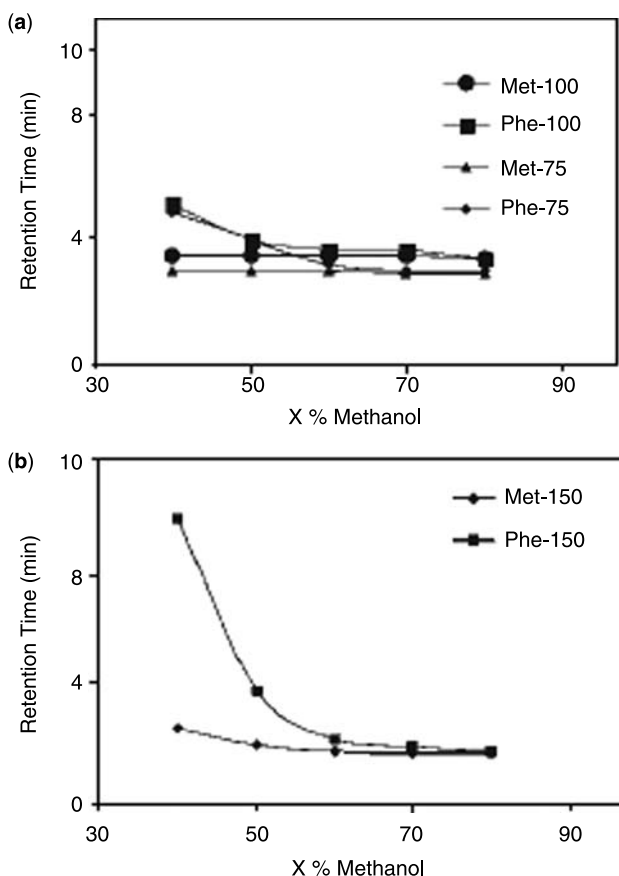 (a)
10
8
4
0
Retention Time (min)
Met-100
Phe-100
Met-75
Phe-75
30
50
70
90
X % Methanol
(b)
10
8
4
0
Retention Time (min)
Met-150
Phe-150
30
50
70
90
X % Methanol